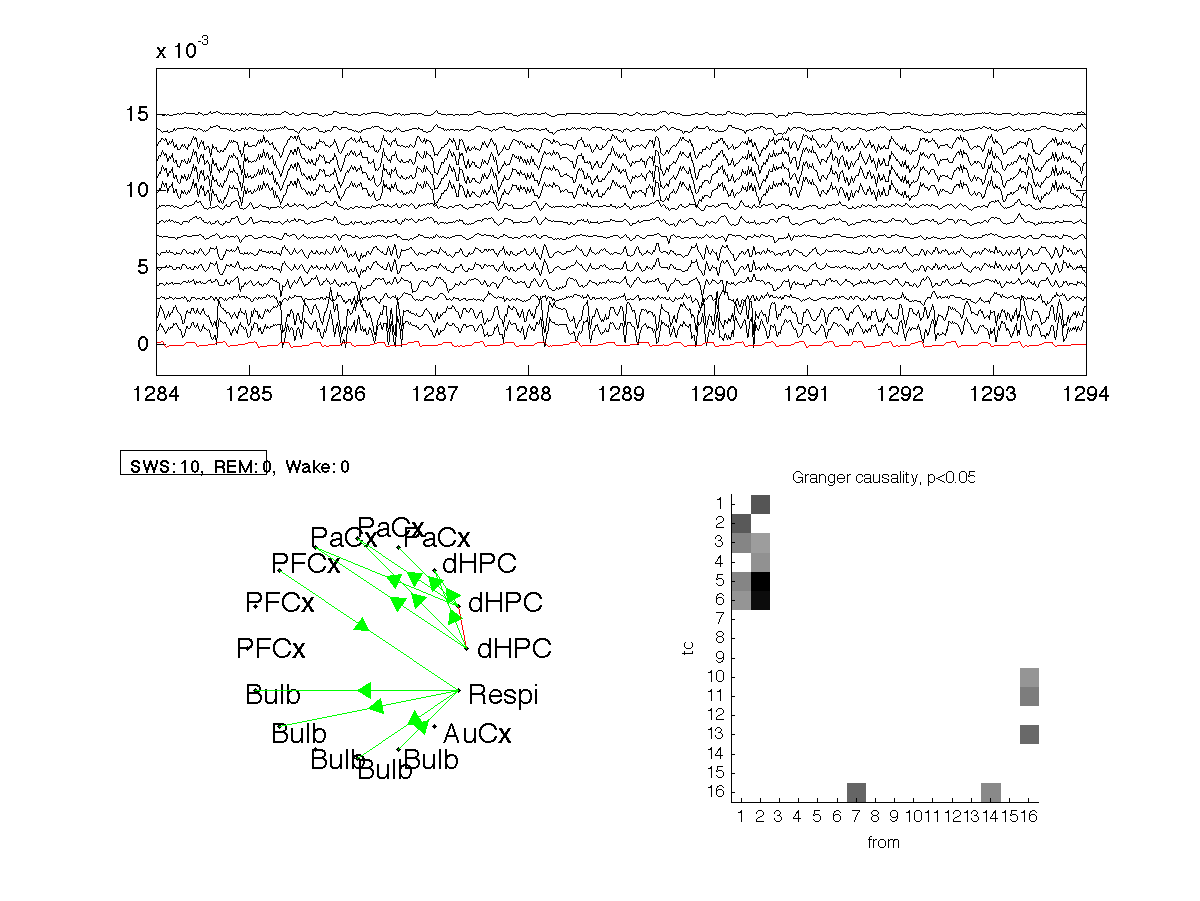 x 10-3
15
10
5
0
1284 1285 1286 1287 1288 1289 1290 1291 1292 1293 1294
SWS:10, REM:0, Wake:0
Granger causality, p<0.05
PaCx
PaCx PaCx
PFCx dHPC
PFCx dHPC
PFCx dHPC
Bulb Respi
Bulb AuCx
Bulb Bulb
Bulb
1
2
3
4
5
6
7
8
9
10
11
12
13
14
15
16
to
1 2 3 4 5 6 7 8 9 10 11 12 13 14 15 16
from